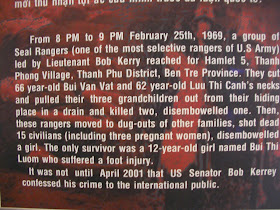 From 8 PM to 9 PM February 25th, 1969, a group of
Seal Rangers (one of the most selective rangers of U.S Army)
led by Lieutenant Bob Kerry reached for Hamlet 5, Thanh
Phong Village, Thanh Phu District, Ben Tre Province. They cut
66 year-old Bui Van Vat and 62 year-old Luu Thi Canh's necks
and pulled their three grandchildren out from their hiding
place in a drain and killed two, disembowelled one. Then,
these rangers moved to dug-outs of other families, shot dead
15 civilians (including three pregnant women), disembowelled
a girl. The only survivor was a 12-year-old girl named Bui Thi
Luom who suffered a foot injury.
It was not until April 2001 that US Senator Bob Kerrey
confessed his crime to the international public.